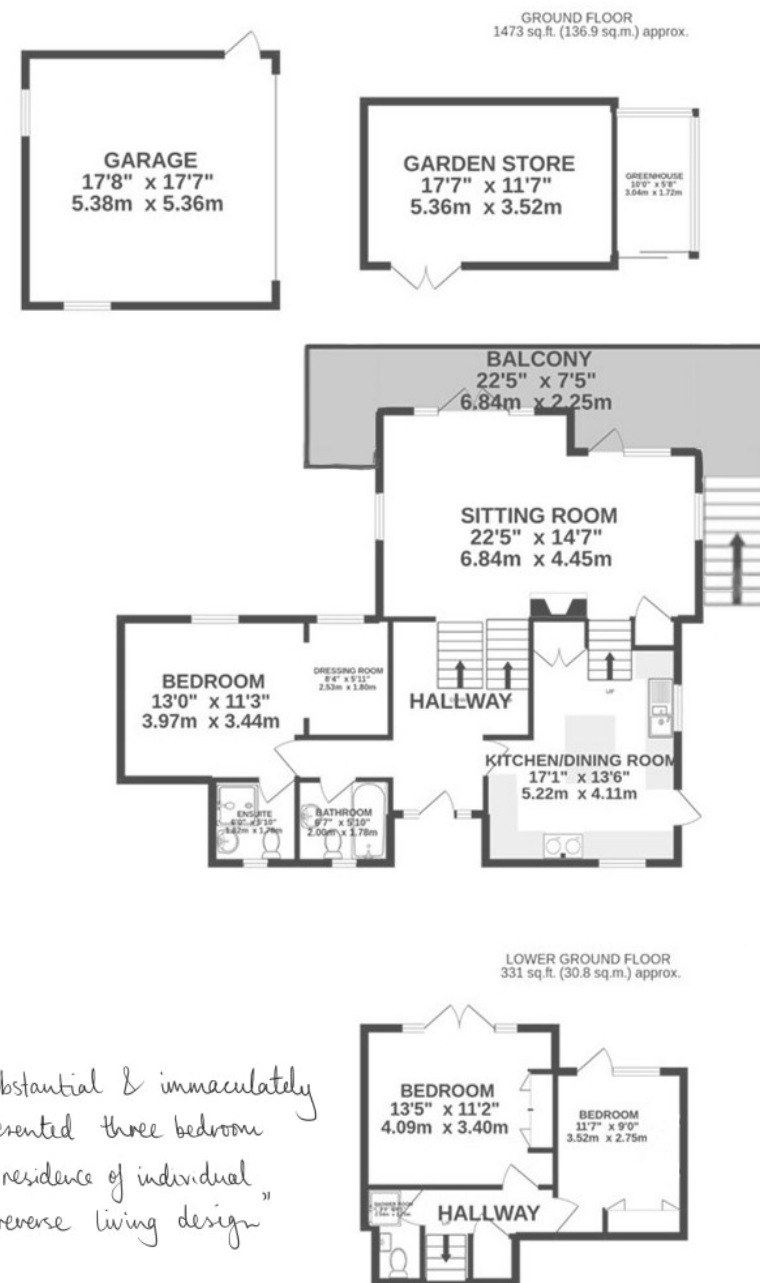 GROUND FLOOR
1473 sq.ft. (136.9 sq.m.) approx.
GARAGE
17'8" x 17'7"
5.38m x 5.36m
GARDEN STORE
17'7" x 11'7"
5.36m x 3.52m
GREENHOUSE
10'0" x 5'8"
3.04m x 1.72m
BALCONY
22'5" x 7'5"
6.84m x 2.25m
SITTING ROOM
22'5" x 14'7"
6.84m x 4.45m
BEDROOM
13'0" x 11'3"
3.97m x 3.44m
DRESSING ROOM
8'4" x 5'11"
2.53m x 1.80m
HALLWAY
UP
KITCHEN/DINING ROOM
17'1" x 13'6"
5.22m x 4.11m
ENSUITE
6'0" x 5'10"
BATHROOM
6'7" x 5'10"
2.00m x 1.78m
LOWER GROUND FLOOR
331 sq.ft. (30.8 sq.m.) approx.
BEDROOM
13'5" x 11'2"
4.09m x 3.40m
BEDROOM
11'7" x 9'0"
3.52m x 2.75m
SHOWER ROOM
HALLWAY
bstantial & immaculately
esented three bedroom
residence of individual
reverse living design"